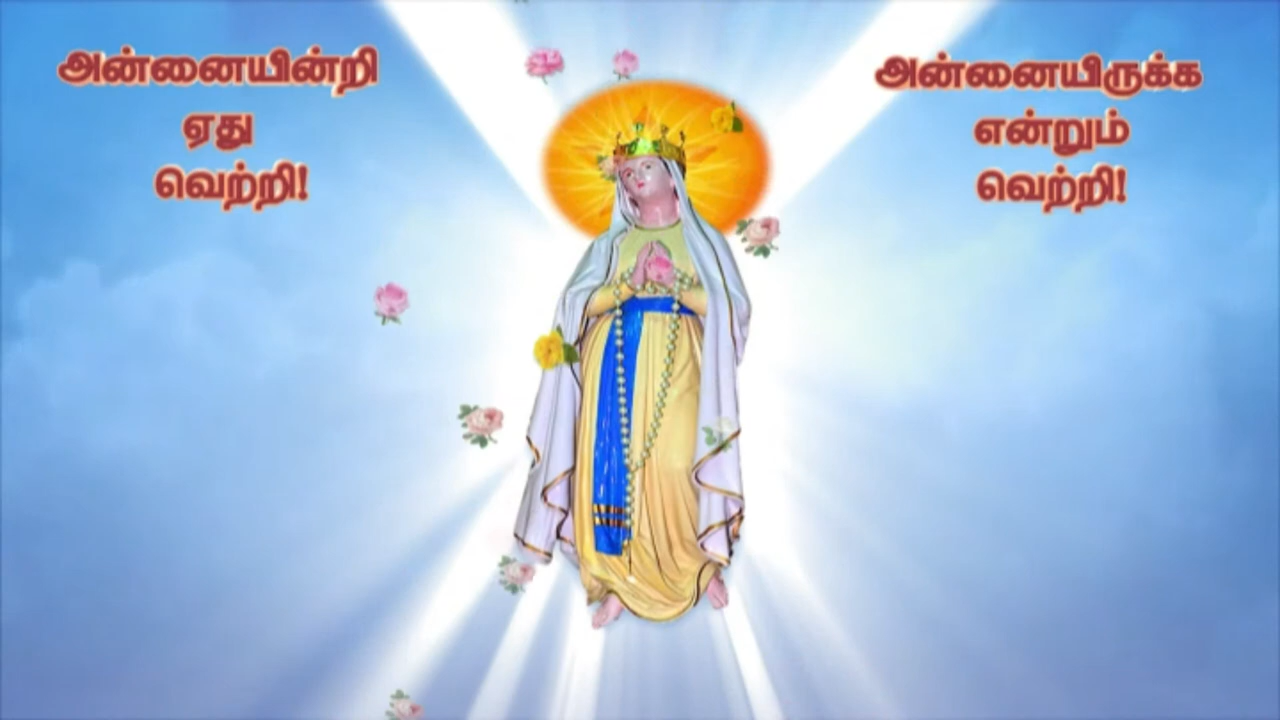 அன்னையின்றி
ஏது
வெற்றி!
அன்னையிருக்க
என்றும்
வெற்றி!